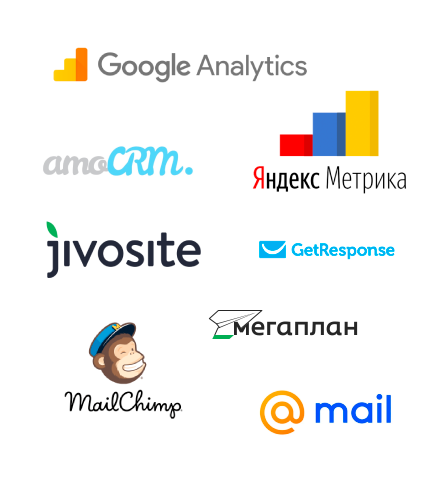 Google Analytics
amoCRM.
Яндекс Метрика
jivosite
GetResponse
мегаплан
MailChimp
@ mail